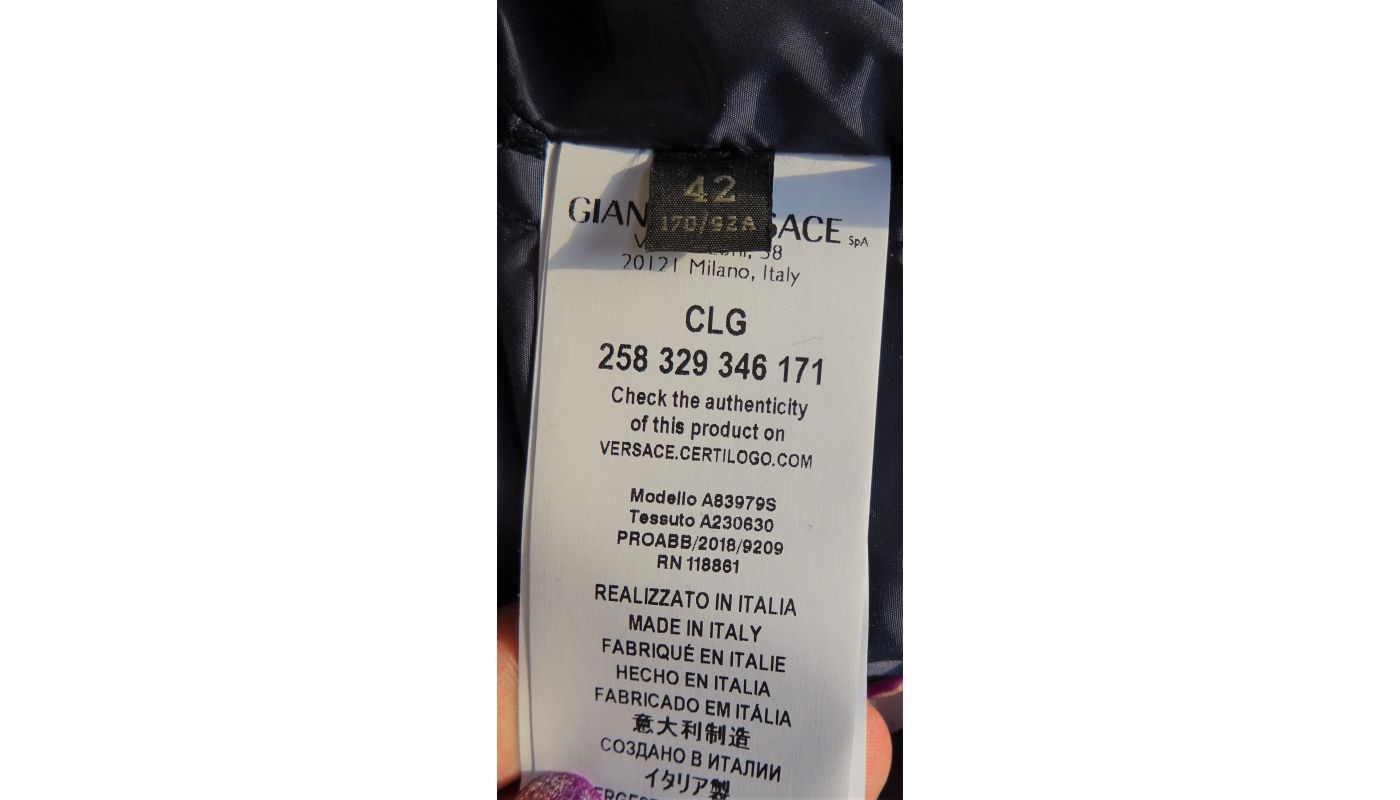 42
170/92A
GIAN SACE SpA
V 38
20121 Milano, Italy
CLG
258 329 346 171
Check the authenticity
of this product on
VERSACE.CERTILOGO.COM
Modello A83979S
Tessuto A230630
PROABB/2018/9209
RN 118861
REALIZZATO IN ITALIA
MADE IN ITALY
FABRIQUÉ EN ITALIE
HECHO EN ITALIA
FABRICADO EM ITÁLIA
意大利制造
СОЗДАНО В ИТАЛИИ
イタリア製